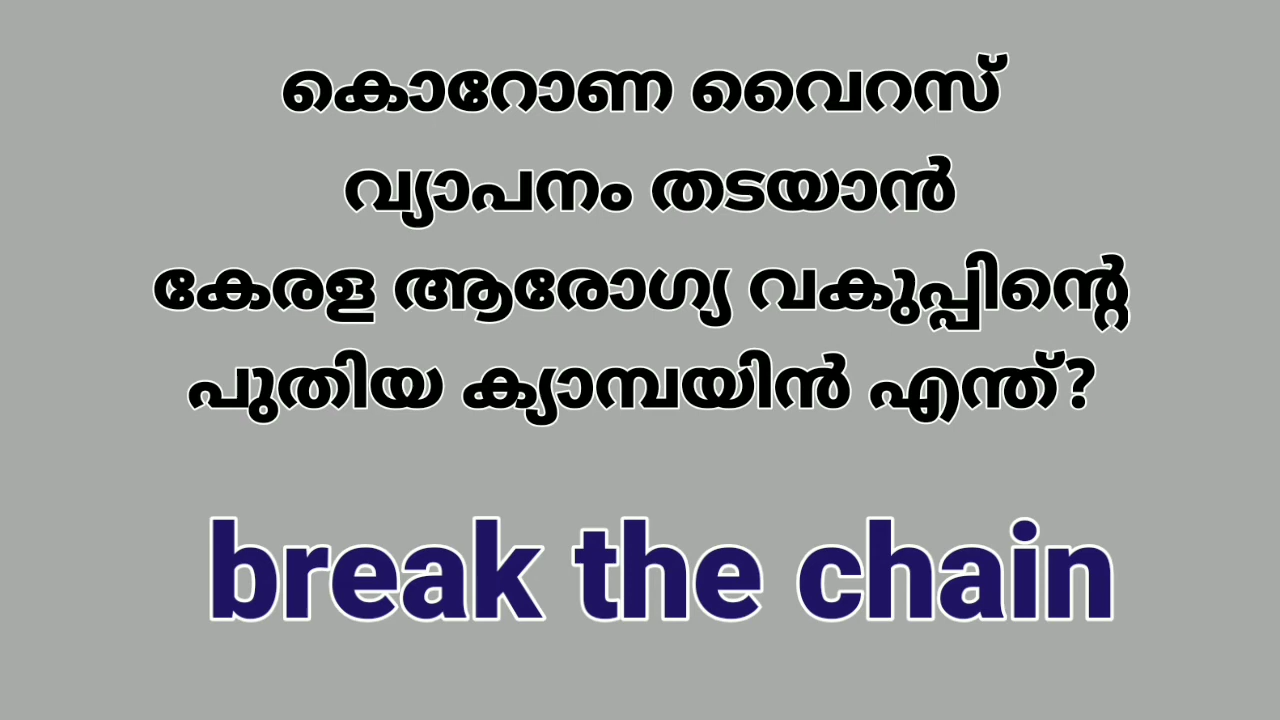 കൊറോണ വൈറസ്
വ്യാപനം തടയാൻ
കേരള ആരോഗ്യ വകുപ്പിന്റെ
പുതിയ ക്യാമ്പയിൻ എന്ത്?
break the chain